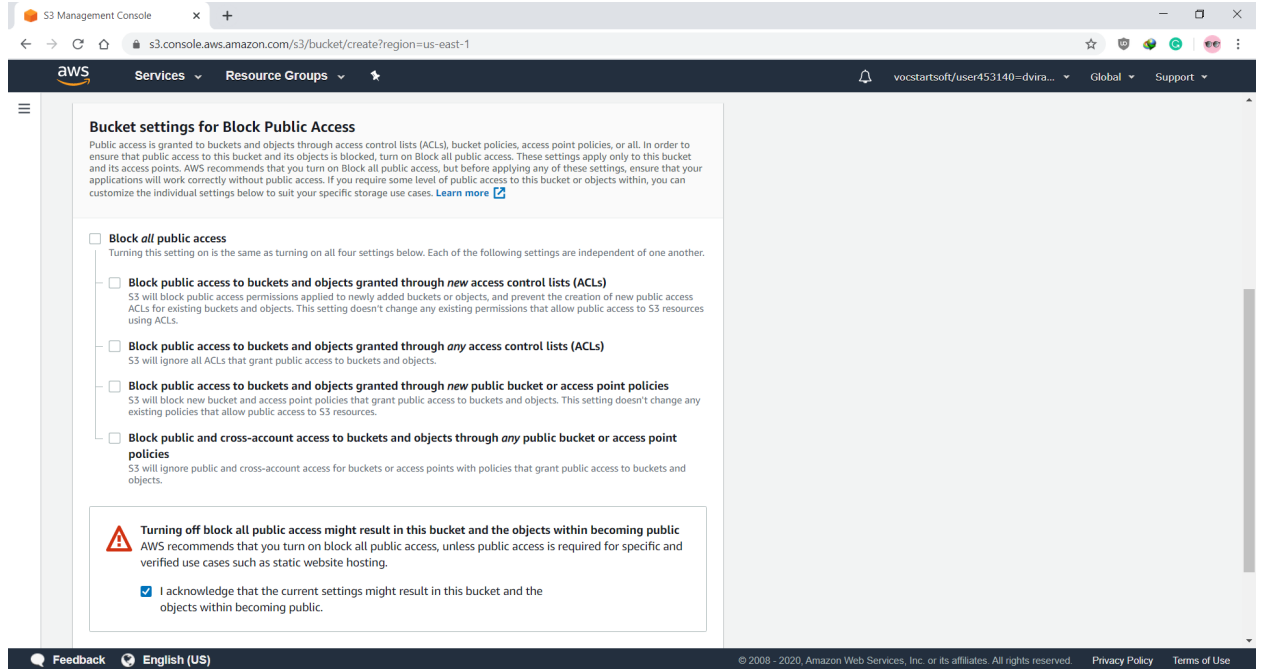 S3 Management Console
s3.console.aws.amazon.com/s3/bucket/create?region=us-east-1
aws Services Resource Groups vocstartsoft/user453140=dvira... Global Support
Bucket settings for Block Public Access
Public access is granted to buckets and objects through access control lists (ACLs), bucket policies, access point policies, or all. In order to
ensure that public access to this bucket and its objects is blocked, turn on Block all public access. These settings apply only to this bucket
and its access points. AWS recommends that you turn on Block all public access, but before applying any of these settings, ensure that your
applications will work correctly without public access. If you require some level of public access to this bucket or objects within, you can
customize the individual settings below to suit your specific storage use cases. Learn more
Block all public access
Turning this setting on is the same as turning on all four settings below. Each of the following settings are independent of one another.
Block public access to buckets and objects granted through new access control lists (ACLs)
S3 will block public access permissions applied to newly added buckets or objects, and prevent the creation of new public access
ACLs for existing buckets and objects. This setting doesn't change any existing permissions that allow public access to S3 resources
using ACLs.
Block public access to buckets and objects granted through any access control lists (ACLs)
S3 will ignore all ACLs that grant public access to buckets and objects.
Block public access to buckets and objects granted through new public bucket or access point policies
S3 will block new bucket and access point policies that grant public access to buckets and objects. This setting doesn't change any
existing policies that allow public access to S3 resources.
Block public and cross-account access to buckets and objects through any public bucket or access point
policies
S3 will ignore public and cross-account access for buckets or access points with policies that grant public access to buckets and
objects.
Turning off block all public access might result in this bucket and the objects within becoming public
AWS recommends that you turn on block all public access, unless public access is required for specific and
verified use cases such as static website hosting.
I acknowledge that the current settings might result in this bucket and the
objects within becoming public.
Feedback English (US) © 2008 - 2020, Amazon Web Services, Inc. or its affiliates. All rights reserved. Privacy Policy Terms of Use